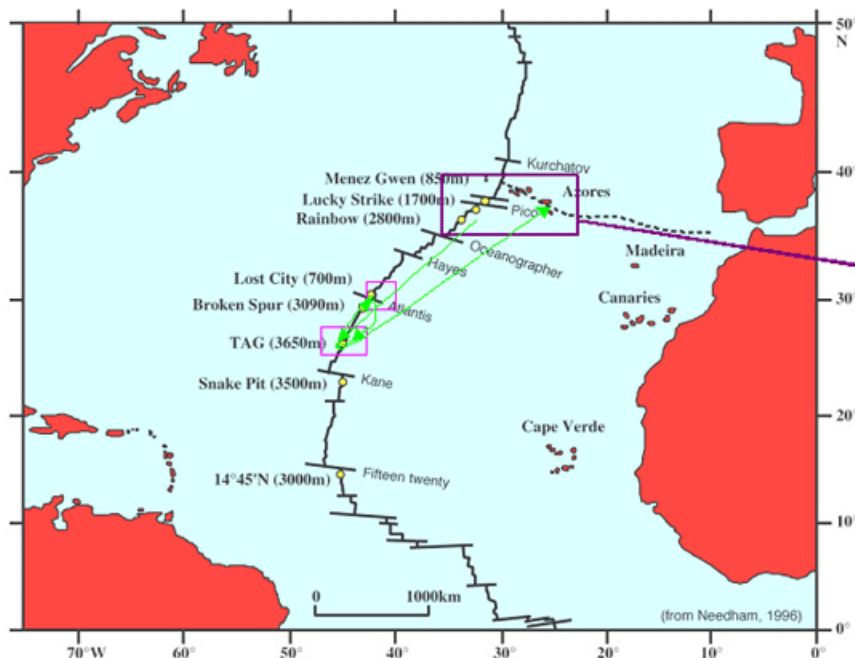 50°
N
Kurchatov
40°
Menez Gwen (850m)
Azores
Lucky Strike (1700m)
Pico
Rainbow (2800m)
Oceanographer
Madeira
Hayes
Lost City (700m)
30°
Canaries
Broken Spur (3090m)
Atlantis
TAG (3650m)
Kane
Snake Pit (3500m)
20°
Cape Verde
Fifteen twenty
14°45'N (3000m)
10°
0 1000km
(from Needham, 1996)
0°
70°W 60° 50° 40° 30° 20° 10° 0°